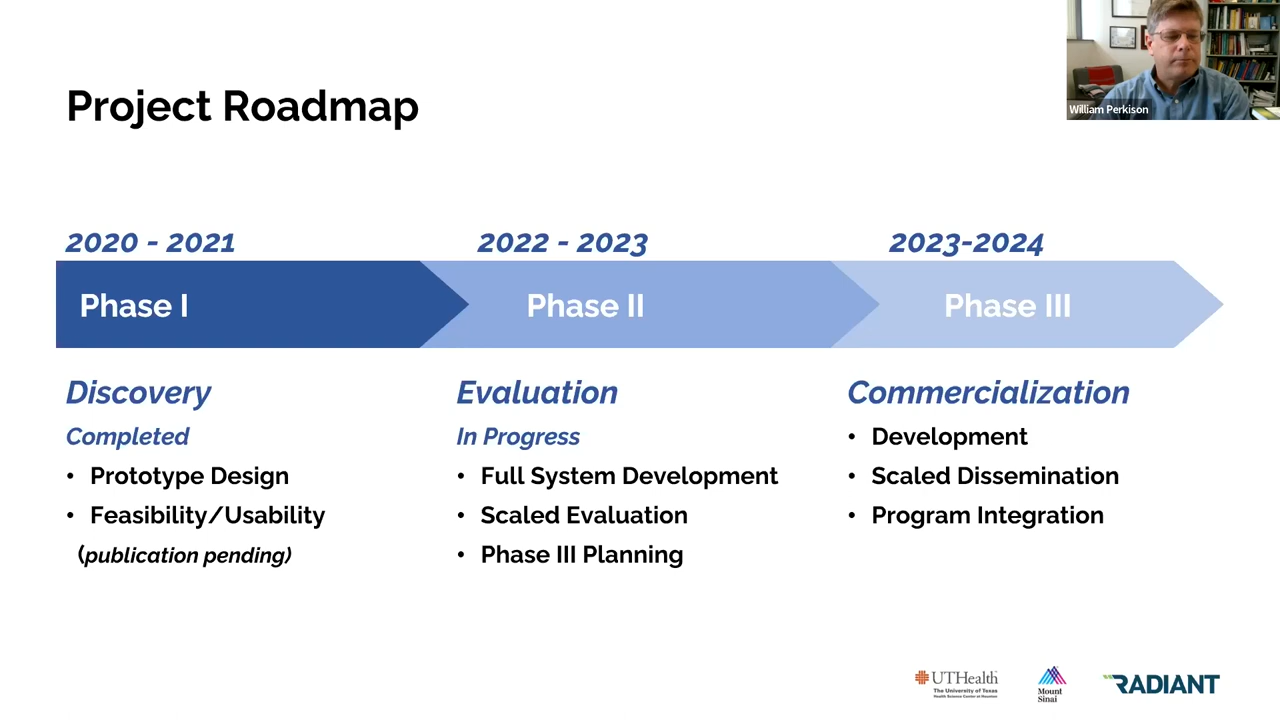 Project Roadmap
William Perkison
2020 - 2021
2022 - 2023
2023-2024
Phase I
Phase II
Phase III
Discovery
Completed
• Prototype Design
• Feasibility/Usability
(publication pending)
Evaluation
In Progress
• Full System Development
• Scaled Evaluation
• Phase III Planning
Commercialization
• Development
• Scaled Dissemination
• Program Integration
UTHealth
The University of Texas
Health Science Center at Houston
Mount
Sinai
RADIANT